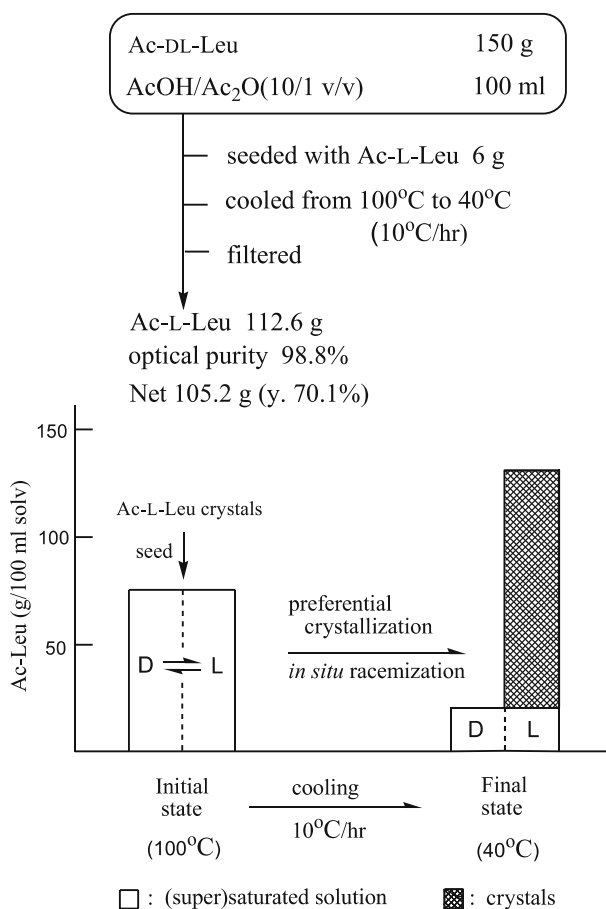 Ac-DL-Leu 150 g
AcOH/Ac₂O(10/1 v/v) 100 ml
seeded with Ac-L-Leu 6 g
cooled from 100°C to 40°C
(10°C/hr)
filtered
Ac-L-Leu 112.6 g
optical purity 98.8%
Net 105.2 g (y. 70.1%)
Ac-Leu (g/100 ml solv)
150
100
50
Ac-L-Leu crystals
seed
D ⇌ L
preferential
crystallization
in situ racemization
D L
Initial
state
(100°C)
cooling
10°C/hr
Final
state
(40°C)
: (super)saturated solution : crystals